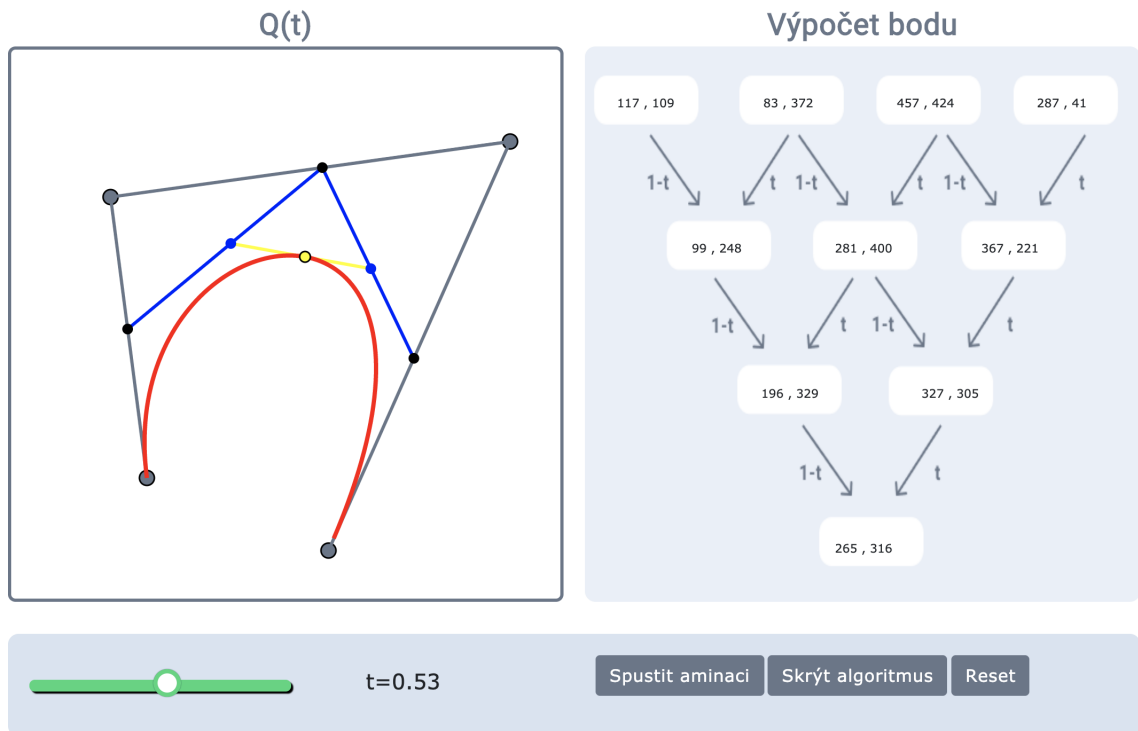 Q(t)
Výpočet bodu
117 , 109
83 , 372
457 , 424
287 , 41
1-t
t
1-t
t
1-t
t
99 , 248
281 , 400
367 , 221
1-t
t
1-t
t
196 , 329
327 , 305
1-t
t
265 , 316
t=0.53
Spustit aminaci
Skrýt algoritmus
Reset